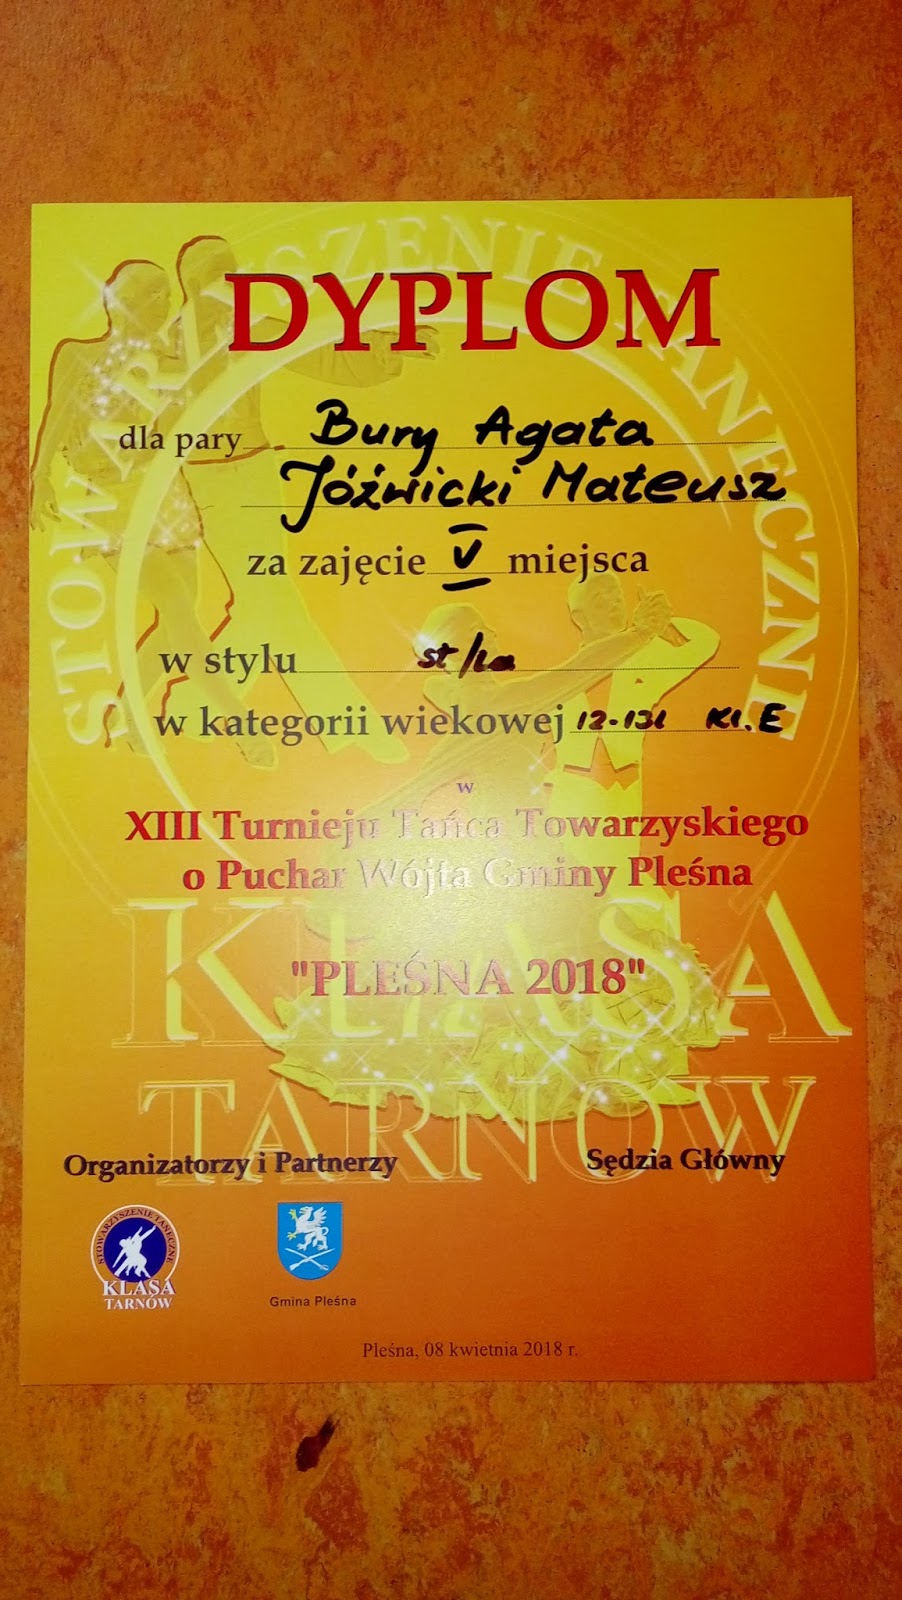 STOWARZYSZENIE TANECZNE
DYPLOM
dla pary Bury Agata
Jóźwicki Mateusz
za zajęcie V miejsca
w stylu st/la
w kategorii wiekowej 12-13l kl. E
w
XIII Turnieju Tańca Towarzyskiego
o Puchar Wójta Gminy Pleśna
KLASA
"PLEŚNA 2018"
TARNÓW
Organizatorzy i Partnerzy
Sędzia Główny
STOWARZYSZENIE TANECZNE
KLASA
TARNÓW
Gmina Pleśna
Pleśna, 08 kwietnia 2018 r.